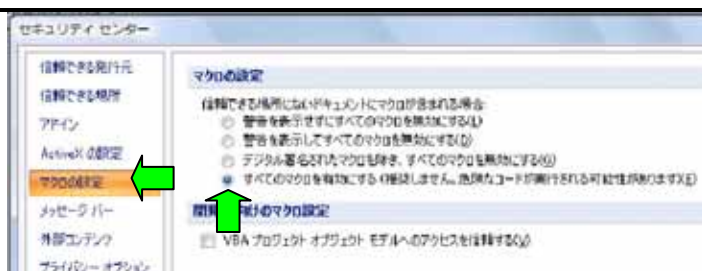 セキュリティ センター
信頼できる発行元
信頼できる場所
アドイン
ActiveX の設定
マクロの設定
メッセージ バー
外部コンテンツ
プライバシー オプション
マクロの設定
信頼できる場所にないドキュメントにマクロが含まれる場合:
警告を表示せずにすべてのマクロを無効にする(L)
警告を表示してすべてのマクロを無効にする(D)
デジタル署名されたマクロを除き、すべてのマクロを無効にする(G)
すべてのマクロを有効にする (推奨しません。危険なコードが実行される可能性があります)(E)
開発 けのマクロ設定
VBA プロジェクト オブジェクト モデルへのアクセスを信頼する(V)